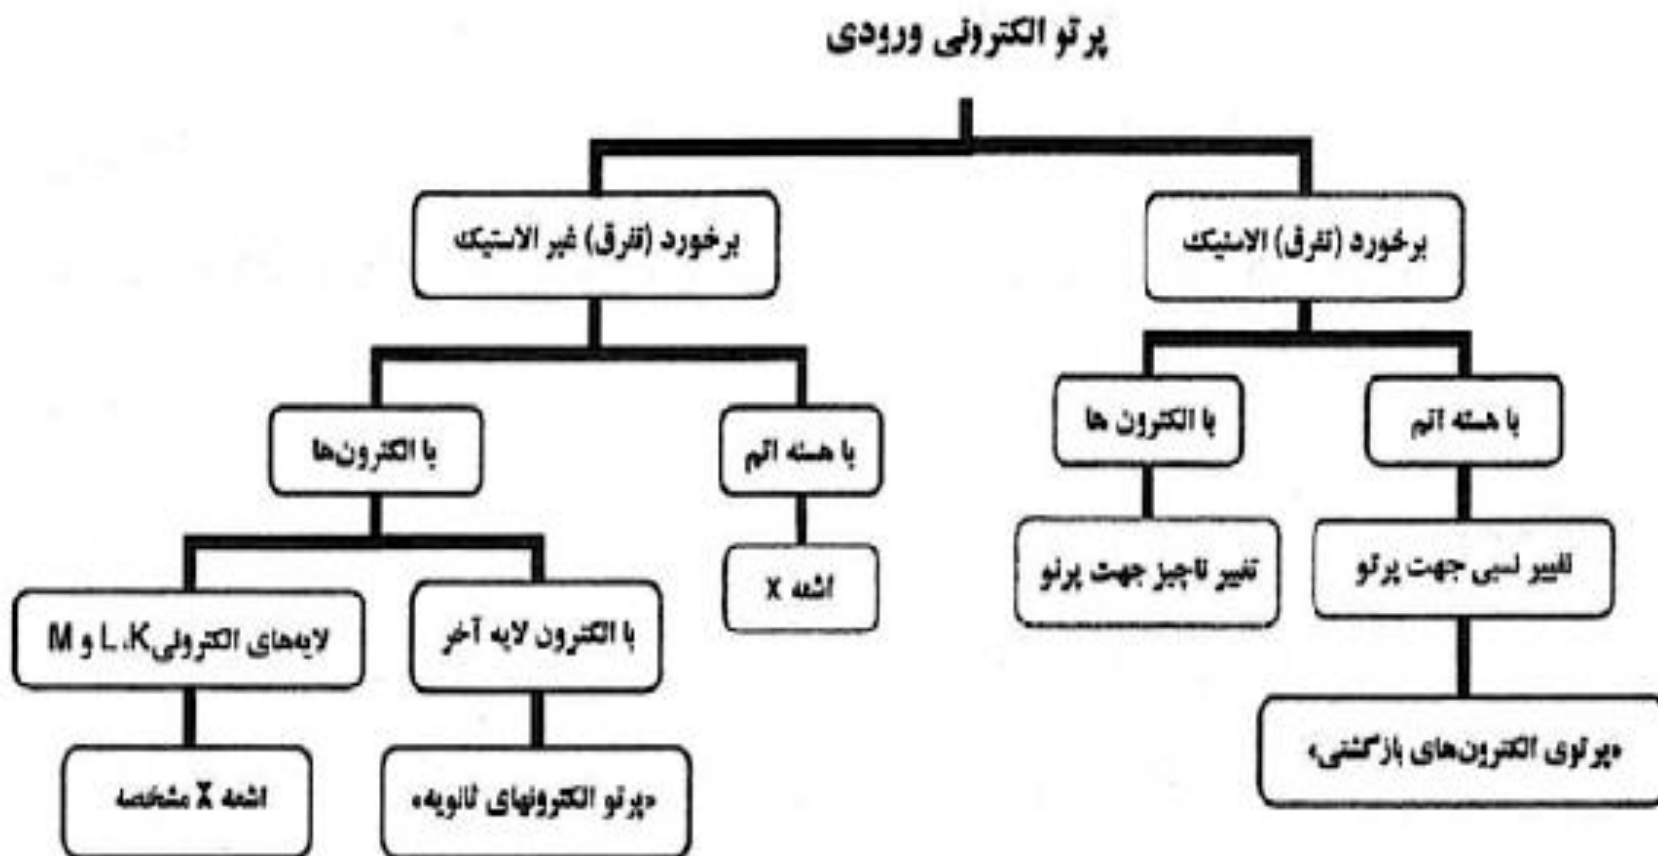 پرتو الکترونی ورودی
برخورد (تفرق) الاستیک
برخورد (تفرق) غیر الاستیک
با هسته اتم
با الکترون ها
با هسته اتم
با الکترون‌ها
تغییر نسبی جهت پرتو
تغییر ناچیز جهت پرتو
اشعه X
با الکترون لایه آخر
لایه‌های الکترونی L،K و M
«پرتوی الکترون‌های بازگشتی»
«پرتو الکترونهای ثانویه»
اشعه X مشخصه